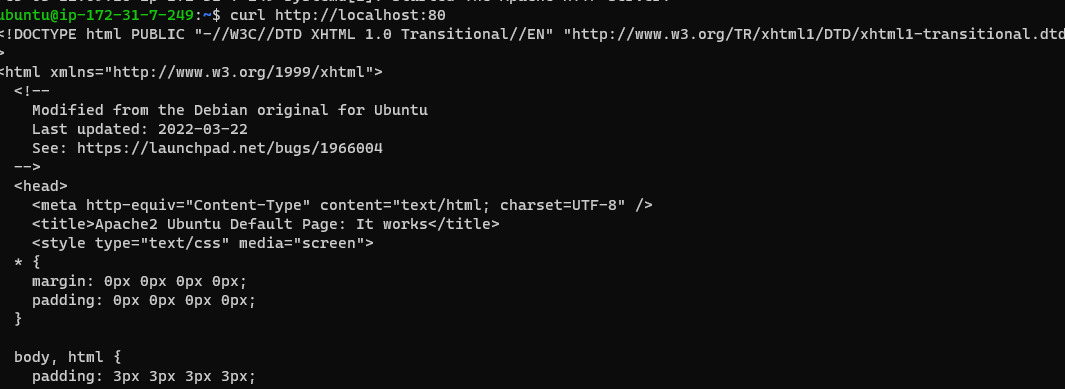 ubuntu@ip-172-31-7-249:~$ curl http://localhost:80
<!DOCTYPE html PUBLIC "-//W3C//DTD XHTML 1.0 Transitional//EN" "http://www.w3.org/TR/xhtml1/DTD/xhtml1-transitional.dtd
>
<html xmlns="http://www.w3.org/1999/xhtml">
  <!--
    Modified from the Debian original for Ubuntu
    Last updated: 2022-03-22
    See: https://launchpad.net/bugs/1966004
  -->
  <head>
    <meta http-equiv="Content-Type" content="text/html; charset=UTF-8" />
    <title>Apache2 Ubuntu Default Page: It works</title>
    <style type="text/css" media="screen">
  * {
    margin: 0px 0px 0px 0px;
    padding: 0px 0px 0px 0px;
  }

  body, html {
    padding: 3px 3px 3px 3px;